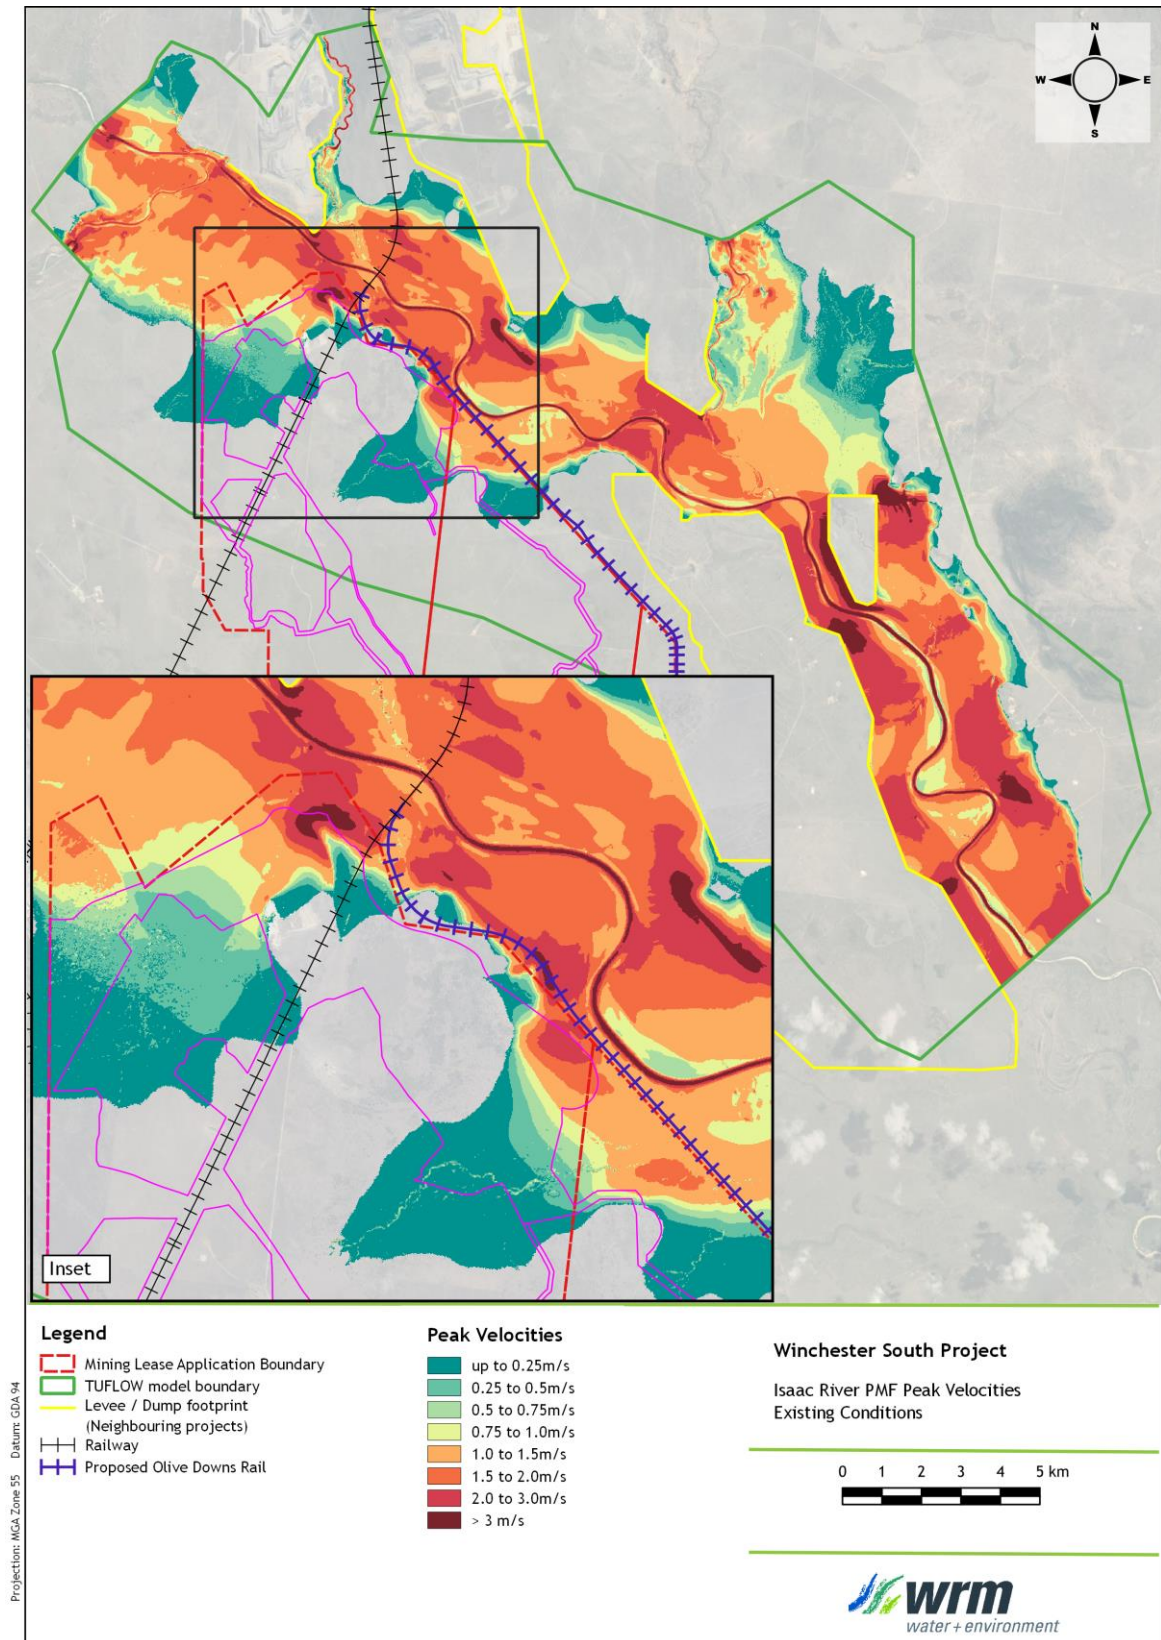 N
W
E
S
Inset
Legend
Mining Lease Application Boundary
TUFLOW model boundary
Levee / Dump footprint
(Neighbouring projects)
Railway
Proposed Olive Downs Rail
Peak Velocities
up to 0.25m/s
0.25 to 0.5m/s
0.5 to 0.75m/s
0.75 to 1.0m/s
1.0 to 1.5m/s
1.5 to 2.0m/s
2.0 to 3.0m/s
> 3 m/s
Winchester South Project
Isaac River PMF Peak Velocities
Existing Conditions
0 1 2 3 4 5 km
wrm
water + environment
Projection: MGA Zone 55 Datum: GDA 94